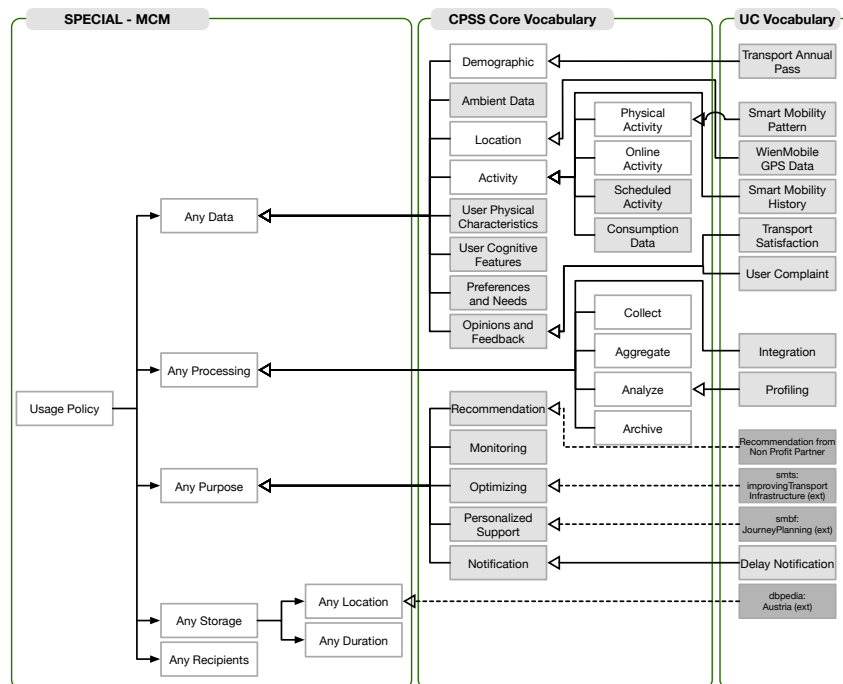 SPECIAL - MCM
Usage Policy
Any Data
Any Processing
Any Purpose
Any Storage
Any Recipients
Any Location
Any Duration
CPSS Core Vocabulary
Demographic
Ambient Data
Location
Activity
User Physical
Characteristics
User Cognitive
Features
Preferences
and Needs
Opinions and
Feedback
Physical
Activity
Online
Activity
Scheduled
Activity
Consumption
Data
Collect
Aggregate
Analyze
Archive
Recommendation
Monitoring
Optimizing
Personalized
Support
Notification
UC Vocabulary
Transport Annual
Pass
Smart Mobility
Pattern
WienMobile
GPS Data
Smart Mobility
History
Transport
Satisfaction
User Complaint
Integration
Profiling
Recommendation from
Non Profit Partner
smts:
improvingTransport
Infrastructure (ext)
smbf:
JourneyPlanning (ext)
Delay Notification
dbpedia:
Austria (ext)